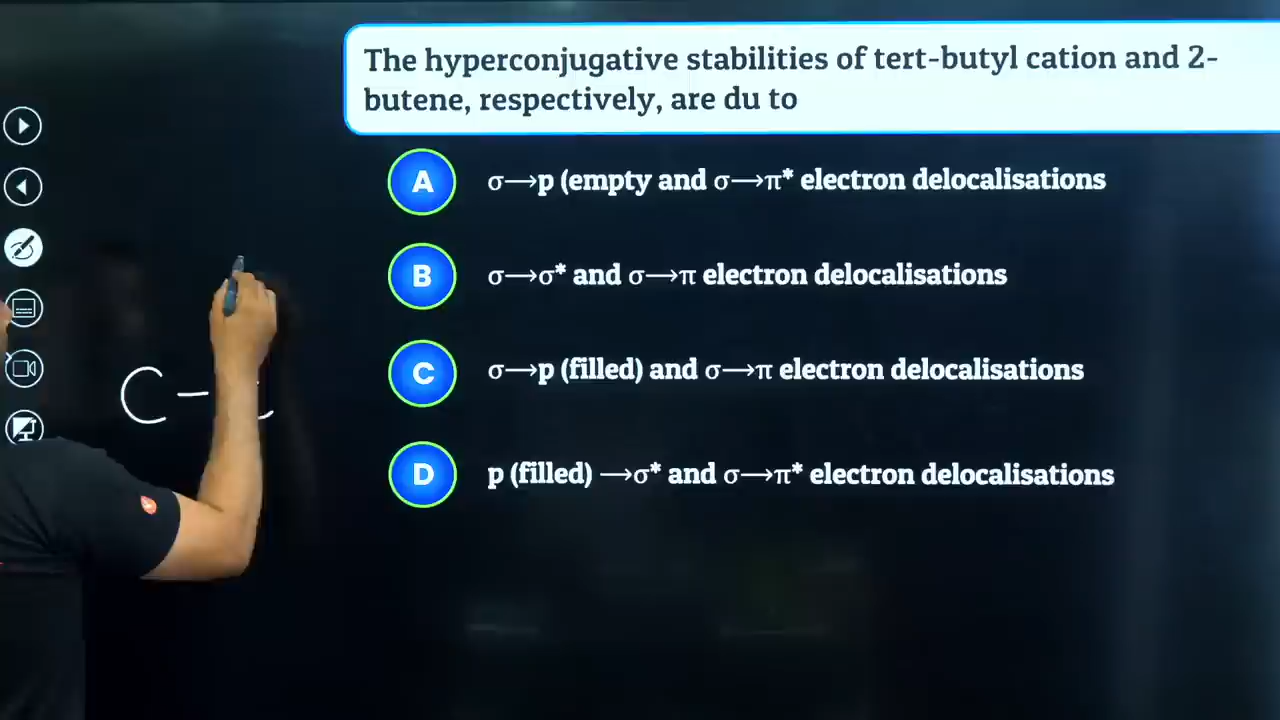 The hyperconjugative stabilities of tert-butyl cation and 2-
butene, respectively, are du to
A σ⟶p (empty and σ⟶π* electron delocalisations
B σ⟶σ* and σ⟶π electron delocalisations
C σ⟶p (filled) and σ⟶π electron delocalisations
D p (filled) ⟶σ* and σ⟶π* electron delocalisations
C –